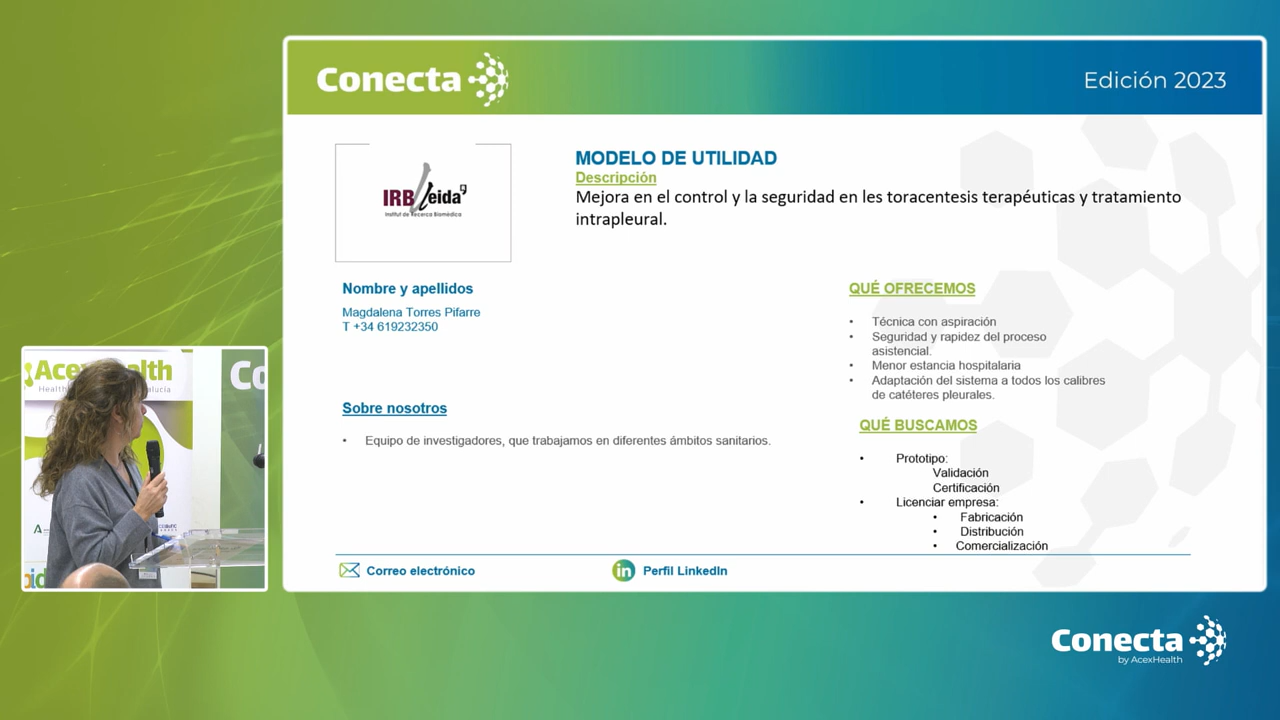 Conecta
Edición 2023
IRBLleida
Institut de Recerca Biomèdica
MODELO DE UTILIDAD
Descripción
Mejora en el control y la seguridad en les toracentesis terapéuticas y tratamiento
intrapleural.
Nombre y apellidos
Magdalena Torres Pifarre
T +34 619232350
Sobre nosotros
• Equipo de investigadores, que trabajamos en diferentes ámbitos sanitarios.
QUÉ OFRECEMOS
• Técnica con aspiración
• Seguridad y rapidez del proceso
asistencial.
• Menor estancia hospitalaria
• Adaptación del sistema a todos los calibres
de catéteres pleurales.
QUÉ BUSCAMOS
• Prototipo:
Validación
Certificación
• Licenciar empresa:
• Fabricación
• Distribución
• Comercialización
Correo electrónico
in Perfil LinkedIn
Conecta
by AcexHealth